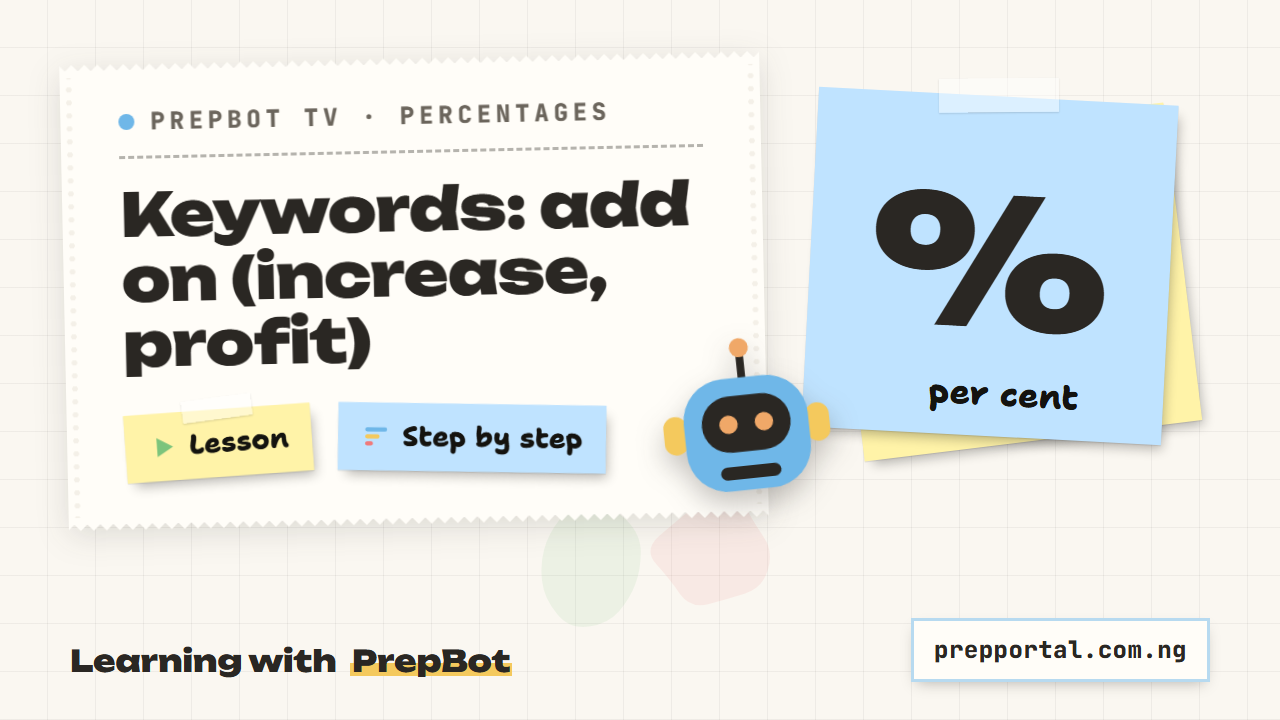 PREPBOT TV · PERCENTAGES
Keywords: add
on (increase,
profit)
Lesson
Step by step
%
per cent
Learning with PrepBot
prepportal.com.ng